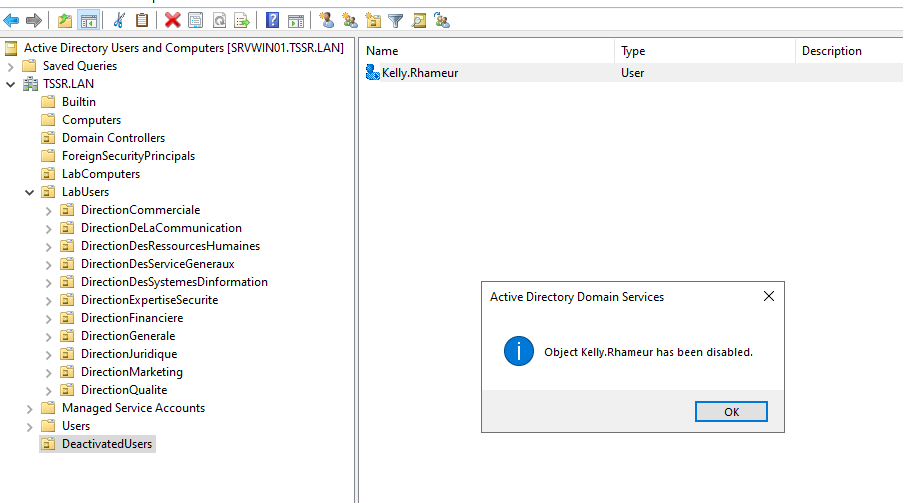 Active Directory Users and Computers [SRVWIN01.TSSR.LAN]
Saved Queries
TSSR.LAN
Builtin
Computers
Domain Controllers
ForeignSecurityPrincipals
LabComputers
LabUsers
DirectionCommerciale
DirectionDeLaCommunication
DirectionDesRessourcesHumaines
DirectionDesServiceGeneraux
DirectionDesSystemesDinformation
DirectionExpertiseSecurite
DirectionFinanciere
DirectionGenerale
DirectionJuridique
DirectionMarketing
DirectionQualite
Managed Service Accounts
Users
DeactivatedUsers
Name Type Description
Kelly.Rhameur User
Active Directory Domain Services
Object Kelly.Rhameur has been disabled.
OK